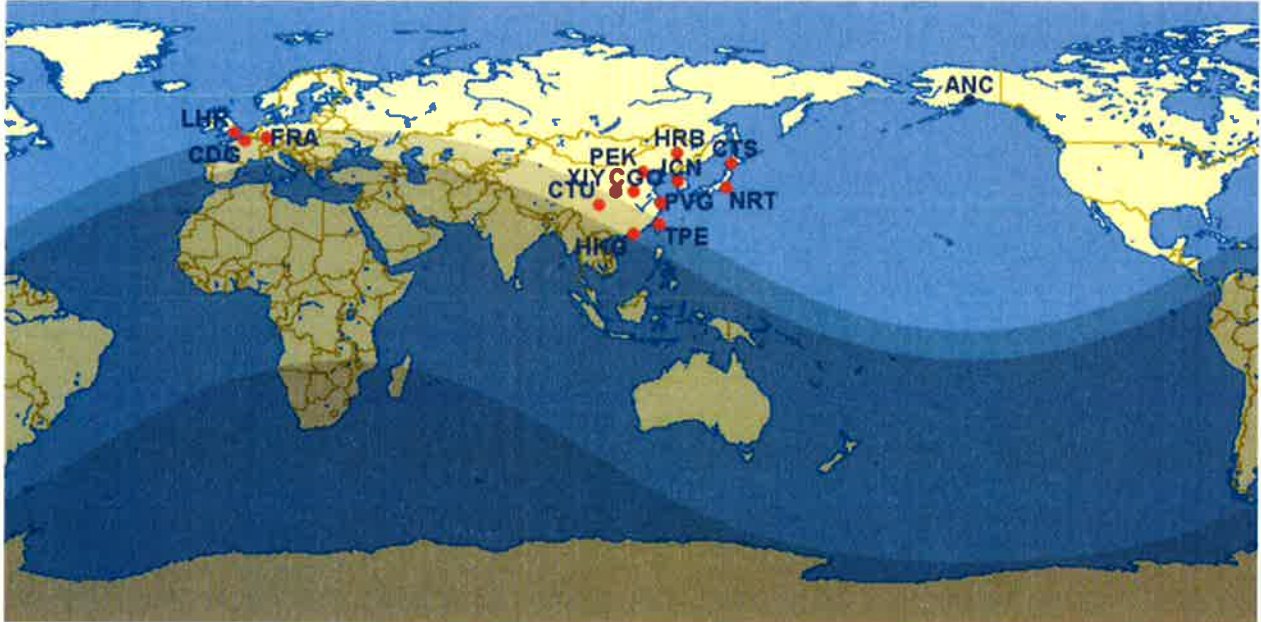 ANC
LHR
FRA
CDG
HRB
CTS
PEK
ICN
XIY
CGO
CTU
PVG
NRT
TPE
HKG